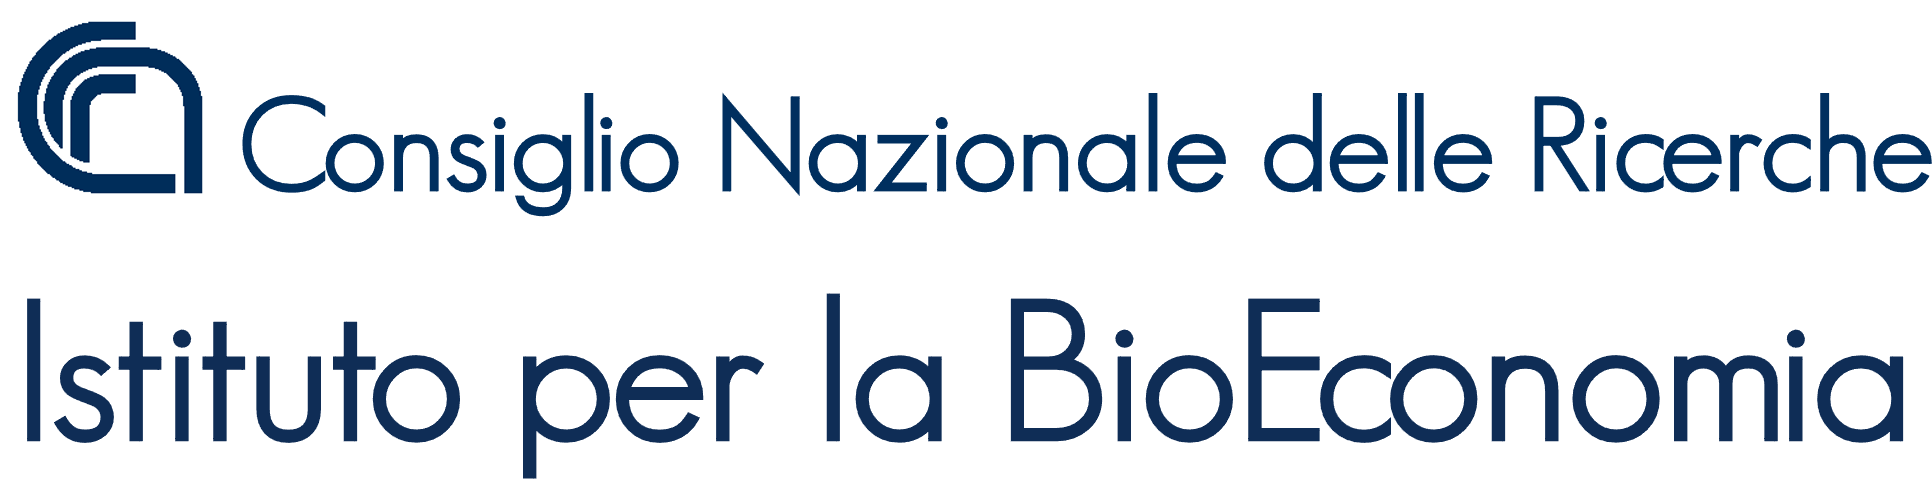 Consiglio Nazionale delle Ricerche
Istituto per la BioEconomia